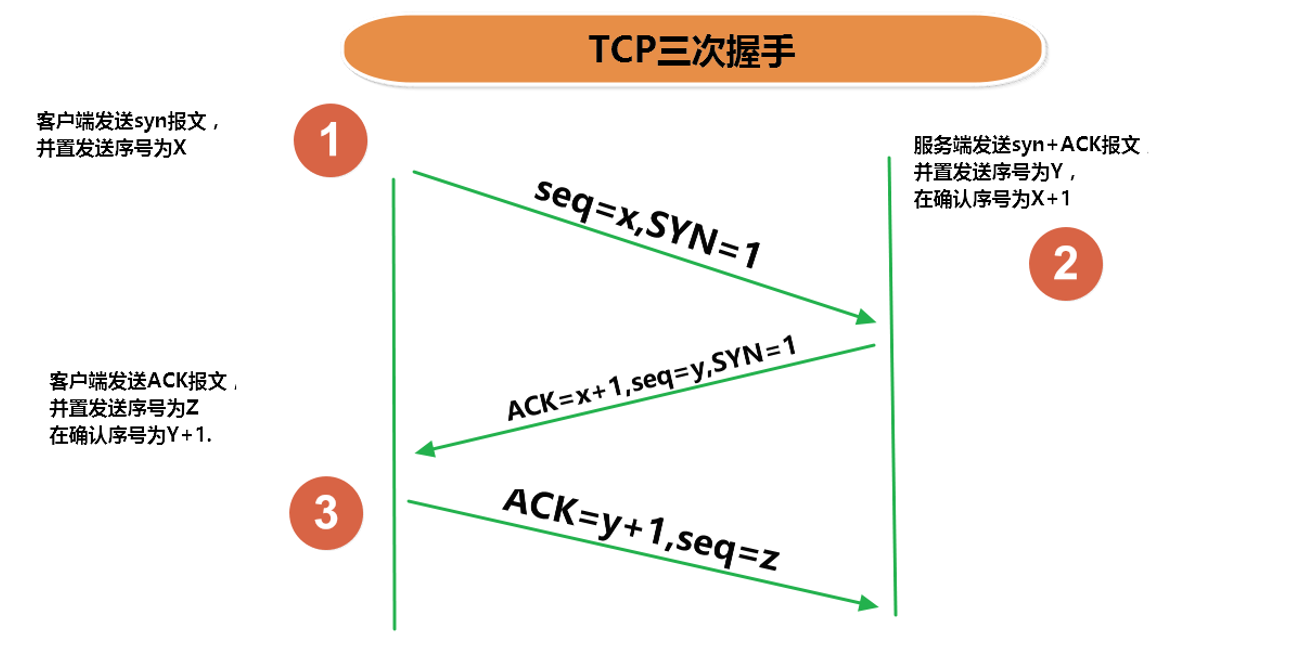 TCP三次握手
客户端发送syn报文，
并置发送序号为X
1
服务端发送syn+ACK报文
并置发送序号为Y，
在确认序号为X+1
2
seq=x,SYN=1
ACK=x+1,seq=y,SYN=1
客户端发送ACK报文，
并置发送序号为Z
在确认序号为Y+1.
3
ACK=y+1,seq=z